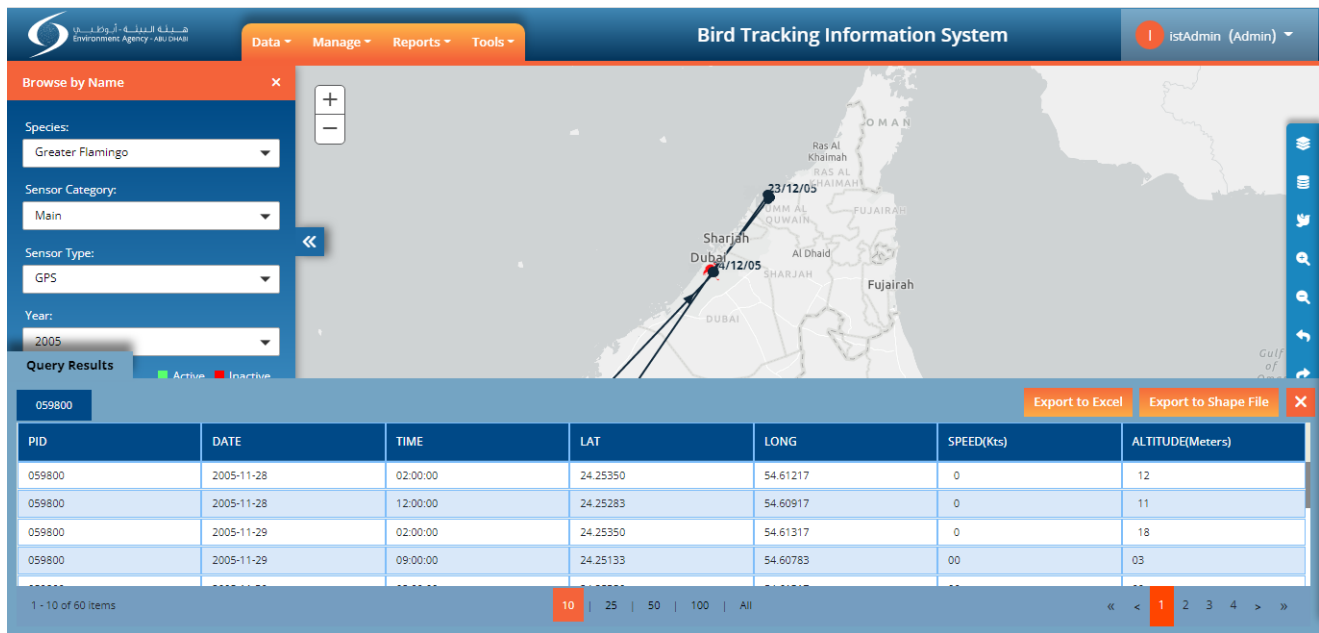 هـيـئـة الـبـيـئـــة - أبـوظـبـــي
Environment Agency - ABU DHABI
Data
Manage
Reports
Tools
Bird Tracking Information System
I
istAdmin (Admin)
Browse by Name
×
Species:
Greater Flamingo
Sensor Category:
Main
Sensor Type:
GPS
Year:
2005
Active
Inactive
+
−
OMAN
Ras Al
Khaimah
RAS AL
KHAIMAH
23/12/05
UMM AL
QUWAIN
FUJAIRAH
Sharjah
Dubai
4/12/05
Al Dhaid
SHARJAH
Fujairah
DUBAI
Gulf
of
Query Results
059800
Export to Excel
Export to Shape File
×
PID DATE TIME LAT LONG SPEED(Kts) ALTITUDE(Meters)
059800 2005-11-28 02:00:00 24.25350 54.61217 0 12
059800 2005-11-28 12:00:00 24.25283 54.60917 0 11
059800 2005-11-29 02:00:00 24.25350 54.61317 0 18
059800 2005-11-29 09:00:00 24.25133 54.60783 00 03
1 - 10 of 60 items
10 | 25 | 50 | 100 | All
« < 1 2 3 4 > »